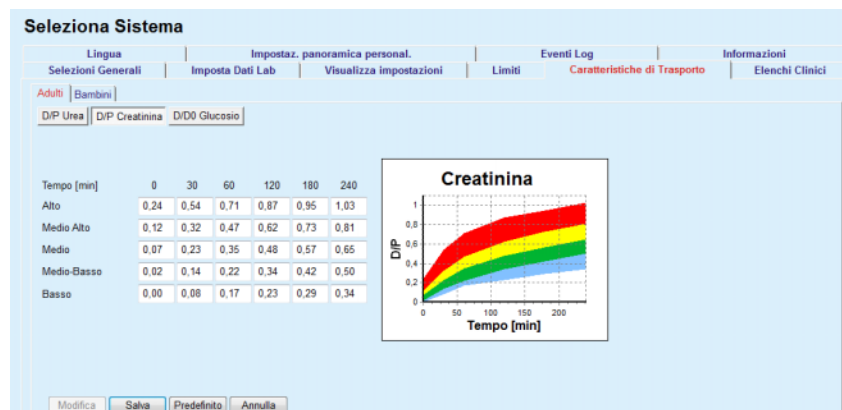 Seleziona Sistema
Lingua Impostaz. panoramica personal. Eventi Log Informazioni
Selezioni Generali Imposta Dati Lab Visualizza impostazioni Limiti Caratteristiche di Trasporto Elenchi Clinici
Adulti Bambini
D/P Urea D/P Creatinina D/D0 Glucosio
Tempo [min] 0 30 60 120 180 240
Alto 0,24 0,54 0,71 0,87 0,95 1,03
Medio Alto 0,12 0,32 0,47 0,62 0,73 0,81
Medio 0,07 0,23 0,35 0,48 0,57 0,65
Medio-Basso 0,02 0,14 0,22 0,34 0,42 0,50
Basso 0,00 0,08 0,17 0,23 0,29 0,34
Creatinina
D/P
1
0,8
0,6
0,4
0,2
0
0 50 100 150 200
Tempo [min]
Modifica Salva Predefinito Annulla